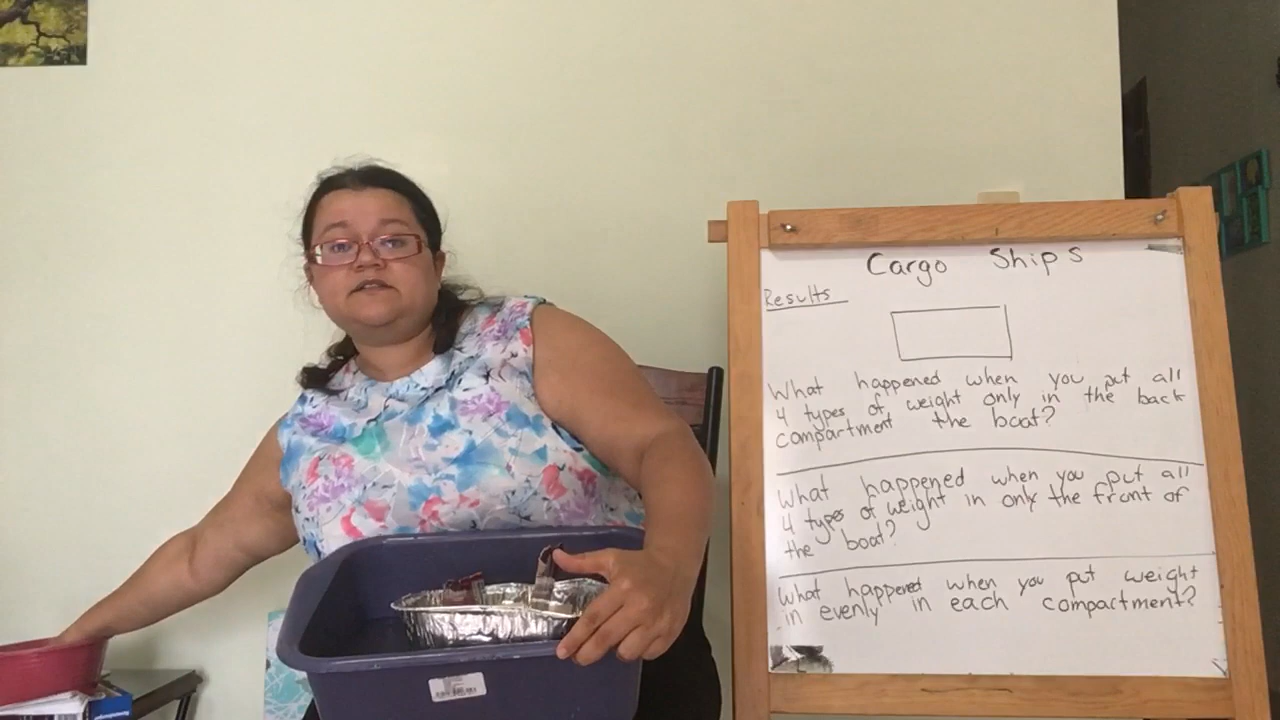 Cargo Ships
Results
What happened when you put all
4 types of weight only in the back
compartment the boat?
What happened when you put all
4 types of weight in only the front of
the boat?
What happened when you put weight
in evenly in each compartment?